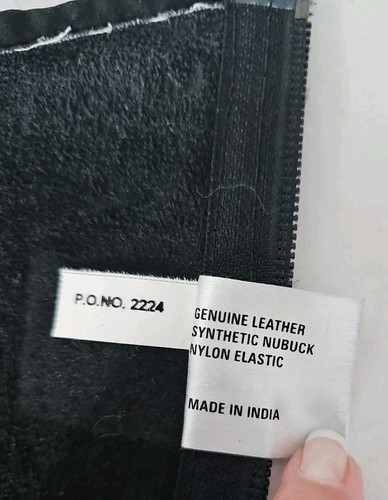 P.O.NO. 2224
GENUINE LEATHER
SYNTHETIC NUBUCK
NYLON ELASTIC
MADE IN INDIA